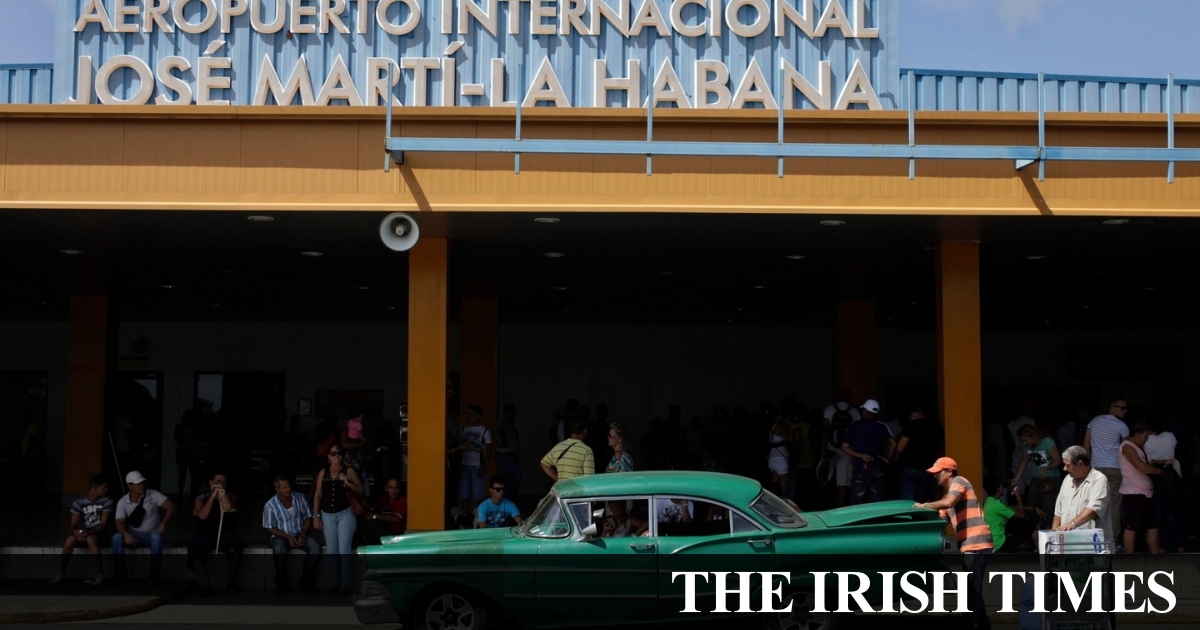 AEROPUERTO INTERNACIONAL
JOSÉ MARTÍ-LA HABANA
THE IRISH TIMES